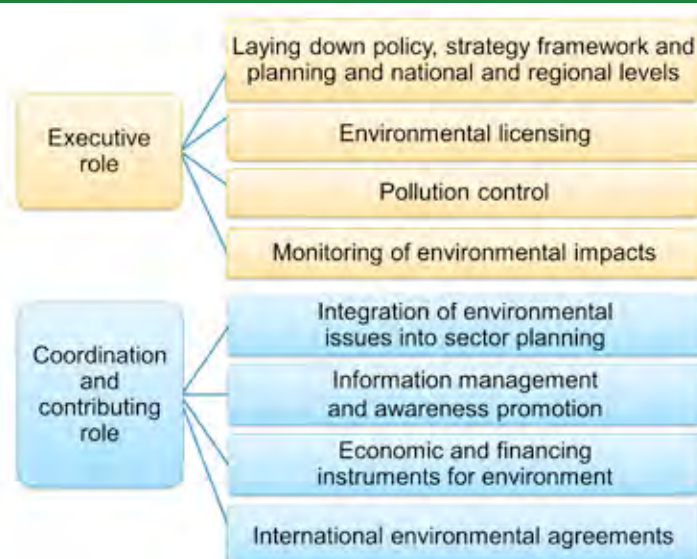 Executive
role
Laying down policy, strategy framework and
planning and national and regional levels
Environmental licensing
Pollution control
Monitoring of environmental impacts
Coordination
and
contributing
role
Integration of environmental
issues into sector planning
Information management
and awareness promotion
Economic and financing
instruments for environment
International environmental agreements